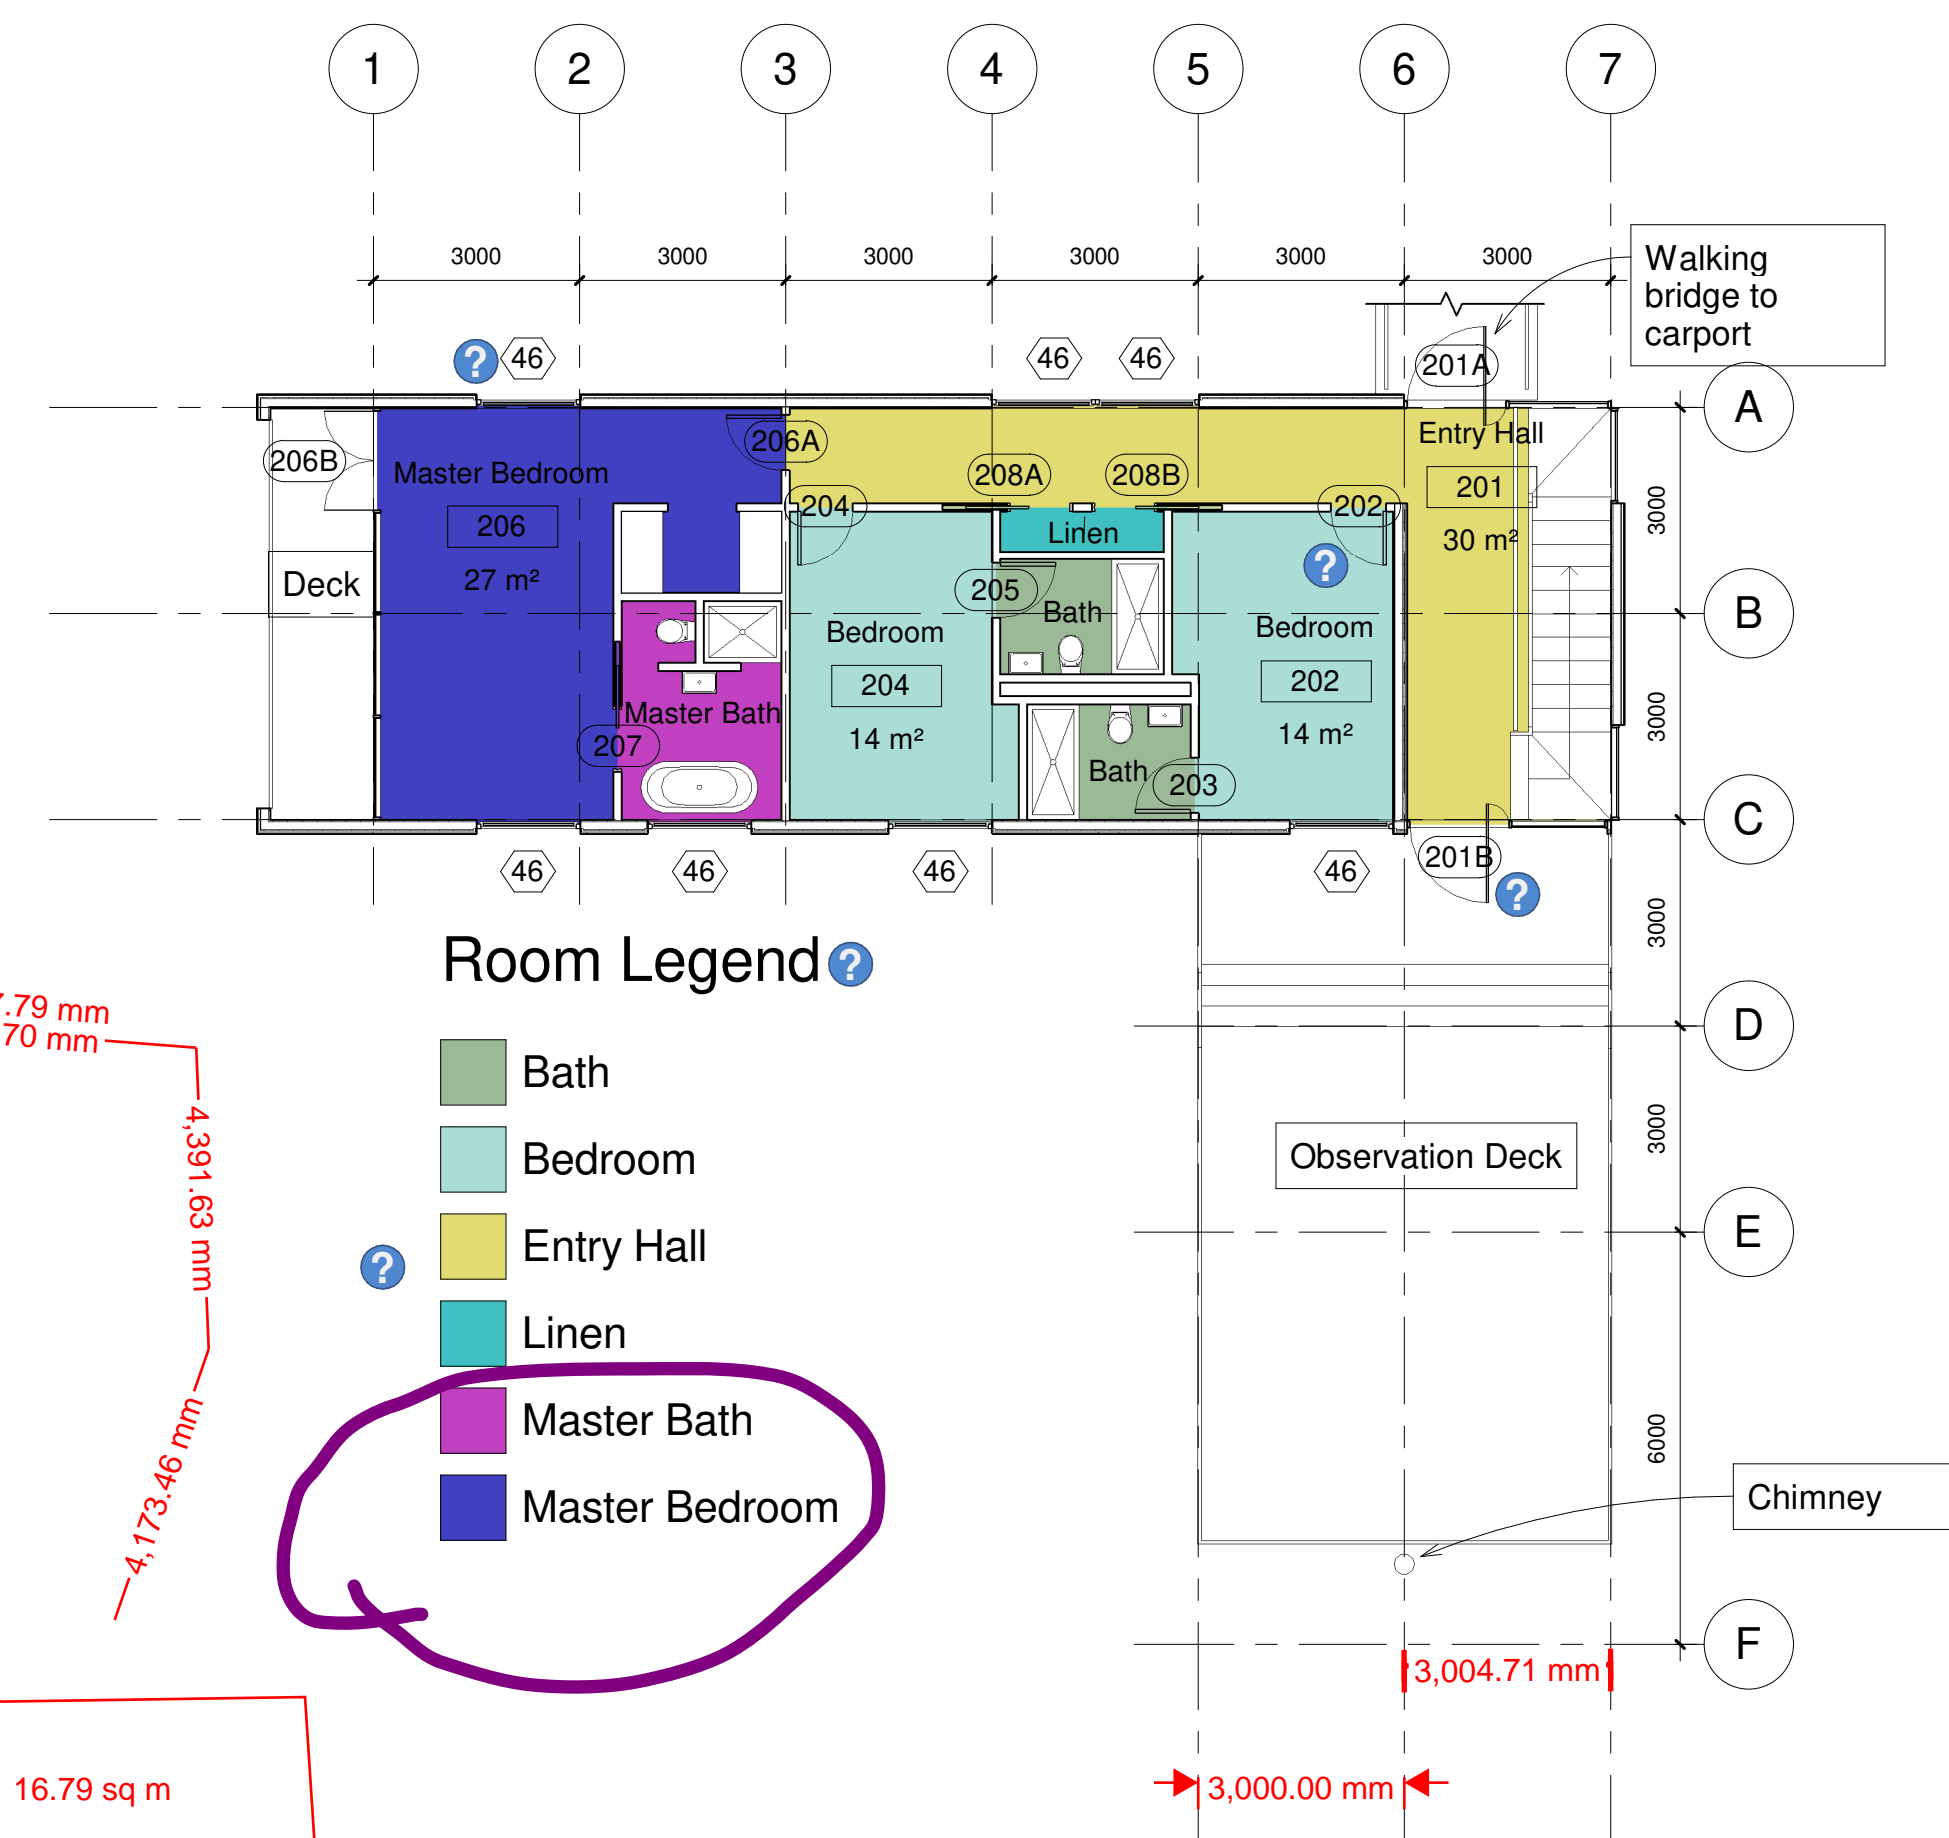 1 2 3 4 5 6 7
3000 3000 3000 3000 3000 3000
Walking
bridge to
carport
? 46 46 46 201A
A
206B
Master Bedroom
206
27 m²
206A
204
208A
208B
202
Entry Hall
201
30 m²
3000
Linen
?
Deck
205
Bath
B
Bedroom
204
14 m²
Bedroom
202
14 m²
3000
Master Bath
207
Bath
203
C
46 46 46 46 201B
?
3000
Room Legend ?
7.79 mm
70 mm
D
Bath
4,391.63 mm
Bedroom
3000
Observation Deck
Entry Hall
?
E
Linen
Master Bath
4,173.46 mm
6000
Master Bedroom
Chimney
F
3,004.71 mm
16.79 sq m
3,000.00 mm